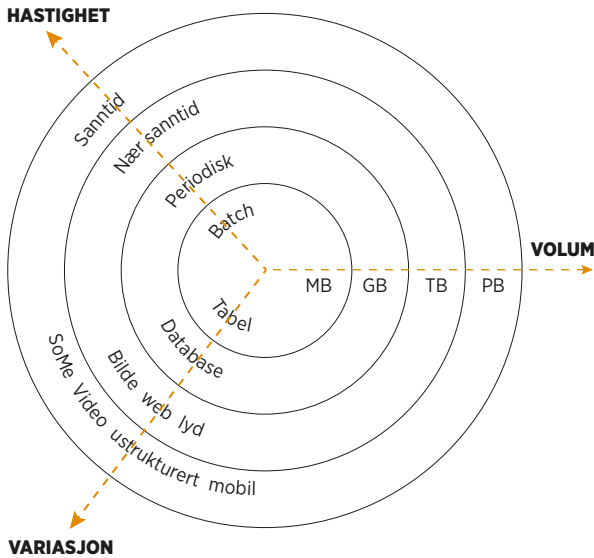 HASTIGHET
Sanntid
Nær sanntid
Periodisk
Batch
VOLUM
MB
GB
TB
PB
Tabel
Database
Bilde web lyd
SoMe Video ustrukturert mobil
VARIASJON